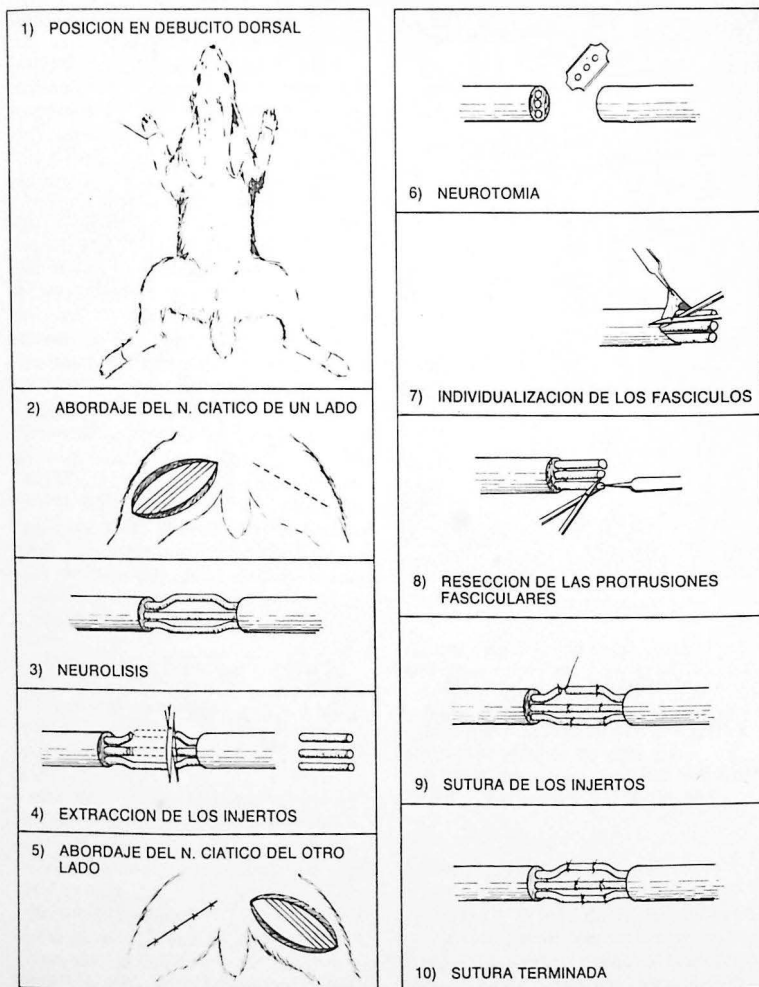 1) POSICION EN DEBUCITO DORSAL
2) ABORDAJE DEL N. CIATICO DE UN LADO
3) NEUROLISIS
4) EXTRACCION DE LOS INJERTOS
5) ABORDAJE DEL N. CIATICO DEL OTRO
LADO
6) NEUROTOMIA
7) INDIVIDUALIZACION DE LOS FASCICULOS
8) RESECCION DE LAS PROTRUSIONES
FASCICULARES
9) SUTURA DE LOS INJERTOS
10) SUTURA TERMINADA